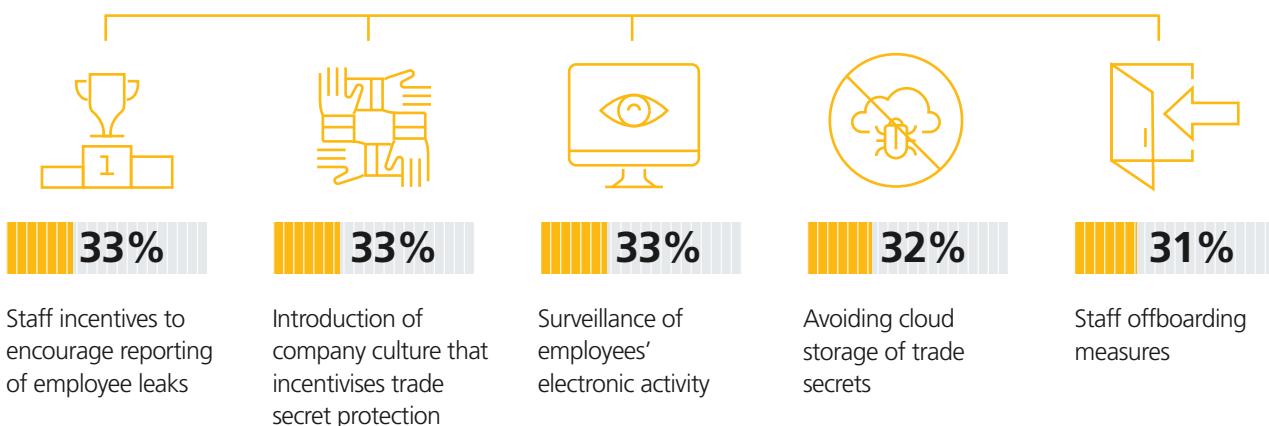 1
33%
Staff incentives to
encourage reporting
of employee leaks
33%
Introduction of
company culture that
incentivises trade
secret protection
33%
Surveillance of
employees’
electronic activity
32%
Avoiding cloud
storage of trade
secrets
31%
Staff offboarding
measures